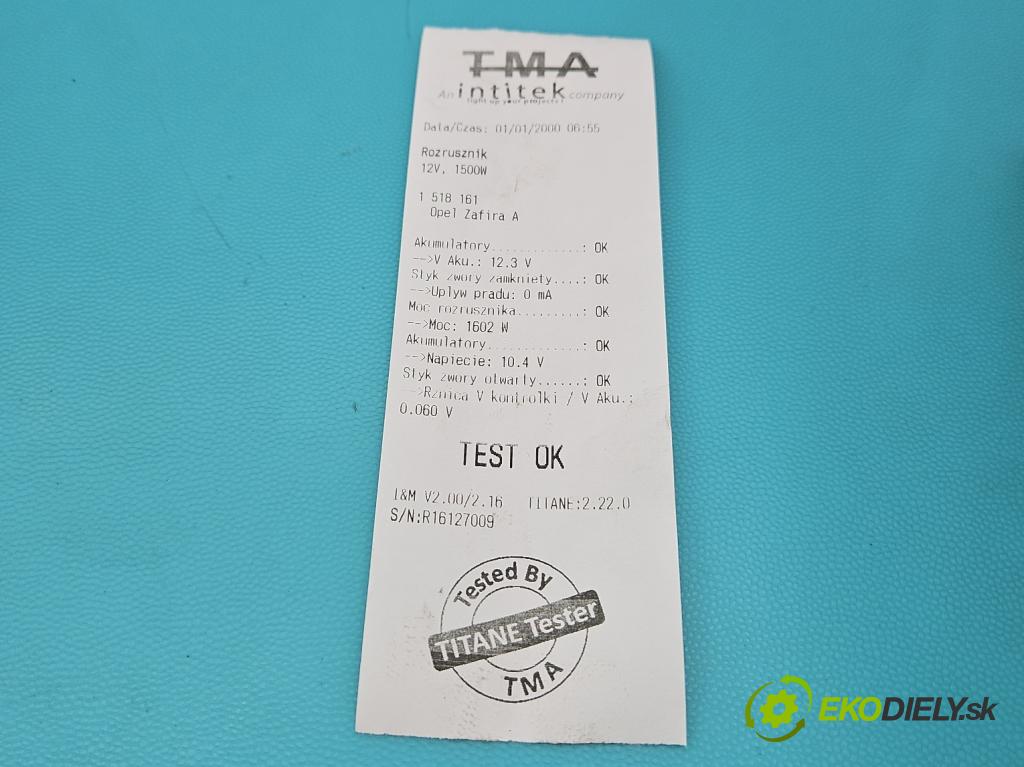 TMA
An intitek company
light up your projects!
Data/Czas: 01/01/2000 06:55
Rozrusznik
12V, 1500W
1 518 161
Opel Zafira A
Akumulatory............: OK
-->V Aku.: 12.3 V
Styk zwory zamkniety....: OK
-->Uplyw pradu: 0 mA
Moc rozrusznika.........: OK
-->Moc: 1602 W
Akumulatory............: OK
-->Napiecie: 10.4 V
Styk zwory otwarty......: OK
-->Rznica V kontrolki / V Aku.:
0.060 V
TEST OK
I&M V2.00/2.16 TITANE:2.22.0
S/N:R16127009
Tested By
TITANE Tester
TMA
EKODIELY.sk